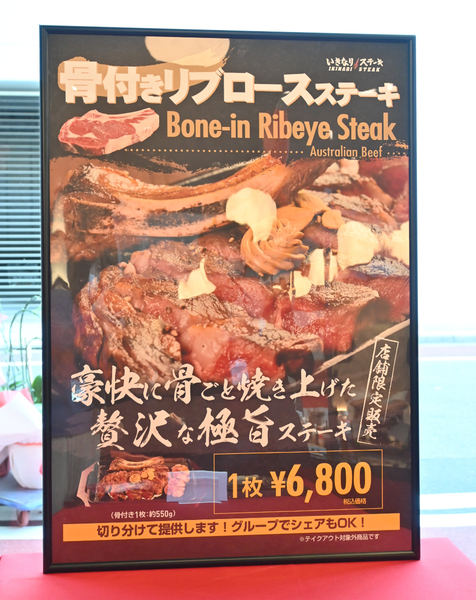 いきなりステーキ
IKINARI STEAK
骨付きリブロースステーキ
Bone-in Ribeye Steak
Australian Beef
店舗限定販売
豪快に骨ごと焼き上げた
贅沢な極旨ステーキ
1枚 ¥6,800
税込価格
(骨付き1枚:約550g)
切り分けて提供します!グループでシェアもOK!
※テイクアウト対象外商品です